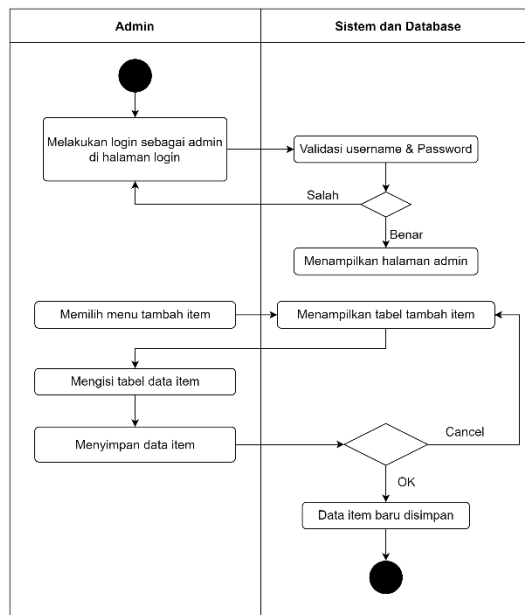 Admin
Sistem dan Database
Melakukan login sebagai admin
di halaman login
Validasi username & Password
Salah
Benar
Menampilkan halaman admin
Memilih menu tambah item
Menampilkan tabel tambah item
Mengisi tabel data item
Menyimpan data item
Cancel
OK
Data item baru disimpan